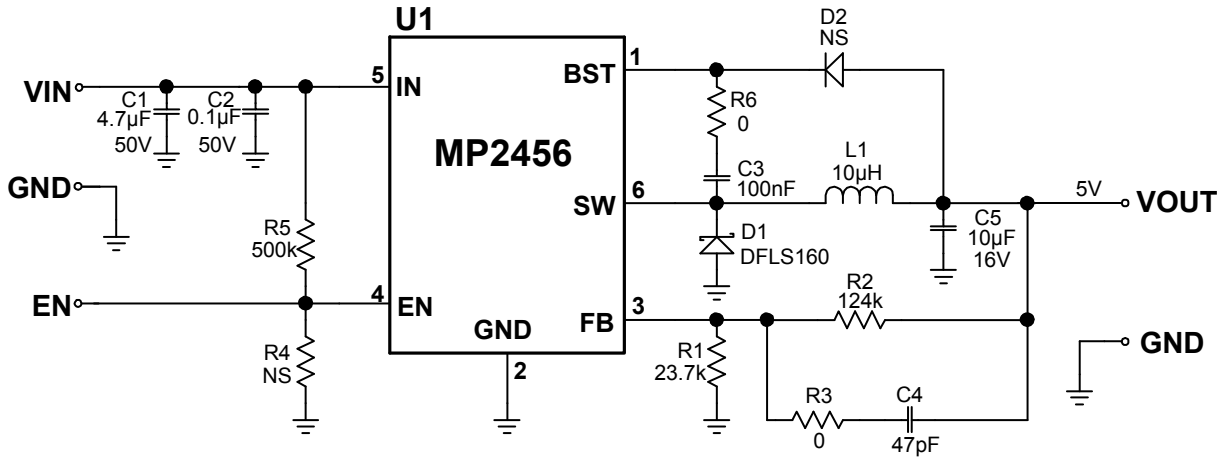 U1
MP2456
VIN
C1
4.7µF
50V
C2
0.1µF
50V
5
IN
GND
R5
500k
EN
4
EN
R4
NS
GND
2
BST
1
D2
NS
R6
0
C3
100nF
SW
6
L1
10µH
D1
DFLS160
C5
10µF
16V
5V
VOUT
FB
3
R1
23.7k
R2
124k
R3
0
C4
47pF
GND